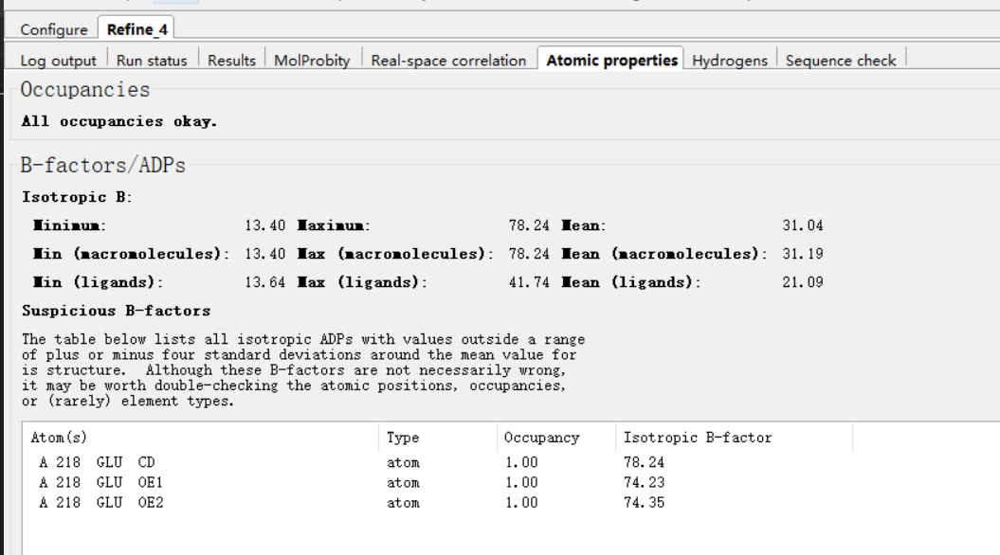 Configure Refine_4
Log output Run status Results MolProbity Real-space correlation Atomic properties Hydrogens Sequence check
Occupancies
All occupancies okay.
B-factors/ADPs
Isotropic B:
Minimum: 13.40 Maximum: 78.24 Mean: 31.04
Min (macromolecules): 13.40 Max (macromolecules): 78.24 Mean (macromolecules): 31.19
Min (ligands): 13.64 Max (ligands): 41.74 Mean (ligands): 21.09
Suspicious B-factors
The table below lists all isotropic ADPs with values outside a range
of plus or minus four standard deviations around the mean value for
is structure. Although these B-factors are not necessarily wrong,
it may be worth double-checking the atomic positions, occupancies,
or (rarely) element types.
Atom(s) Type Occupancy Isotropic B-factor
A 218 GLU CD atom 1.00 78.24
A 218 GLU OE1 atom 1.00 74.23
A 218 GLU OE2 atom 1.00 74.35